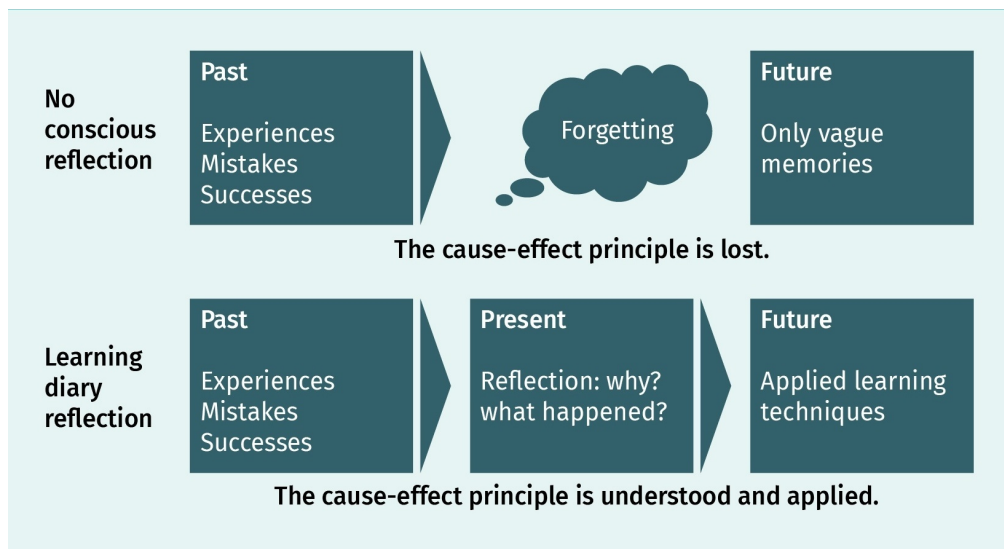 No
conscious
reflection
Past
Experiences
Mistakes
Successes
Forgetting
Future
Only vague
memories
The cause-effect principle is lost.
Learning
diary
reflection
Past
Experiences
Mistakes
Successes
Present
Reflection: why?
what happened?
Future
Applied learning
techniques
The cause-effect principle is understood and applied.